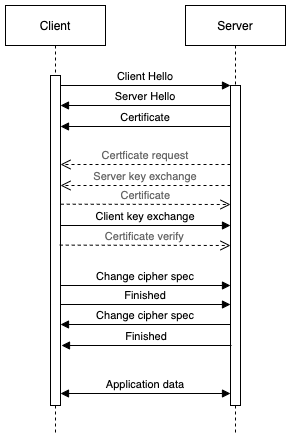 Client
Server
Client Hello
Server Hello
Certificate
Certficate request
Server key exchange
Certificate
Client key exchange
Certificate verify
Change cipher spec
Finished
Change cipher spec
Finished
Application data